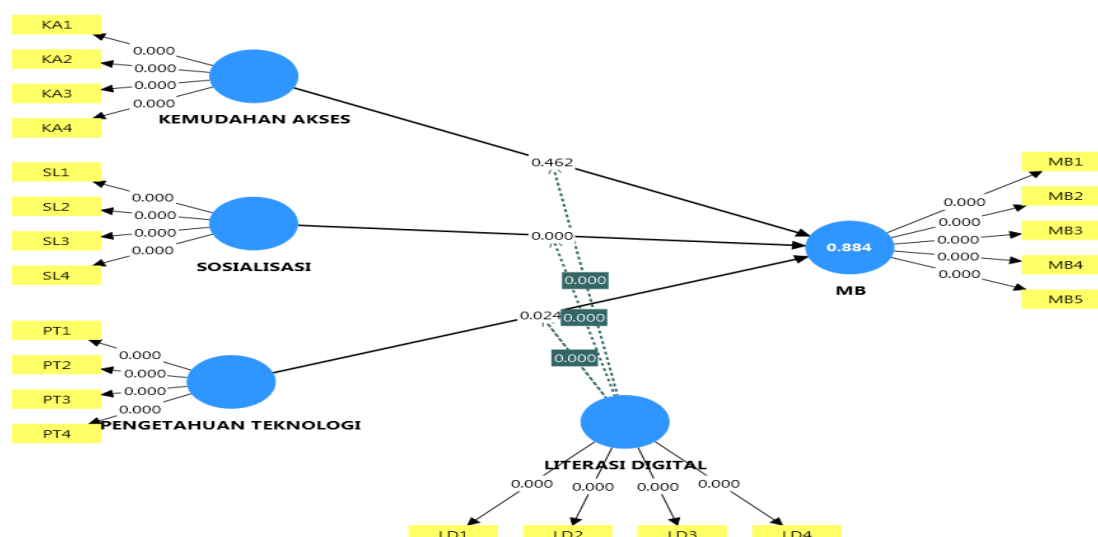 KA1
0.000
KA2
0.000
KA3
0.000
KA4
0.000
KEMUDAHAN AKSES
SL1
0.000
SL2
0.000
SL3
0.000
SL4
0.000
SOSIALISASI
PT1
0.000
PT2
0.000
PT3
0.000
PT4
0.000
PENGETAHUAN TEKNOLOGI
0.462
0.000
0.024
0.000
0.000
0.000
0.884
MB
MB1
0.000
MB2
0.000
MB3
0.000
MB4
0.000
MB5
0.000
LITERASI DIGITAL
0.000
0.000
0.000
0.000
LD1
LD2
LD3
LD4